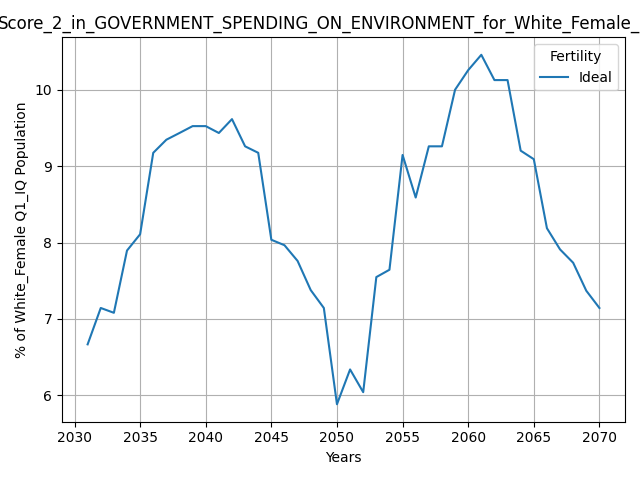 Score_2_in_GOVERNMENT_SPENDING_ON_ENVIRONMENT_for_White_Female_
Fertility
Ideal
% of White_Female Q1_IQ Population
10
9
8
7
6
2030 2035 2040 2045 2050 2055 2060 2065 2070
Years